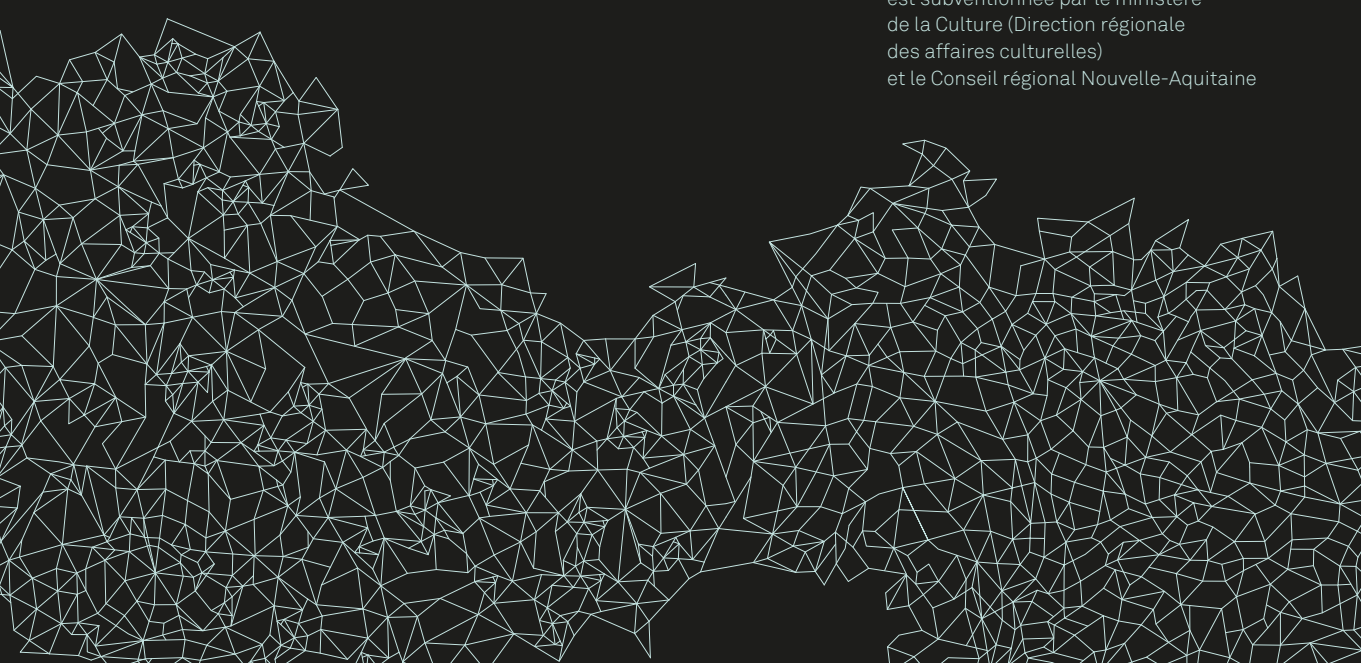 est subventionnée par le ministère
de la Culture (Direction régionale
des affaires culturelles)
et le Conseil régional Nouvelle-Aquitaine